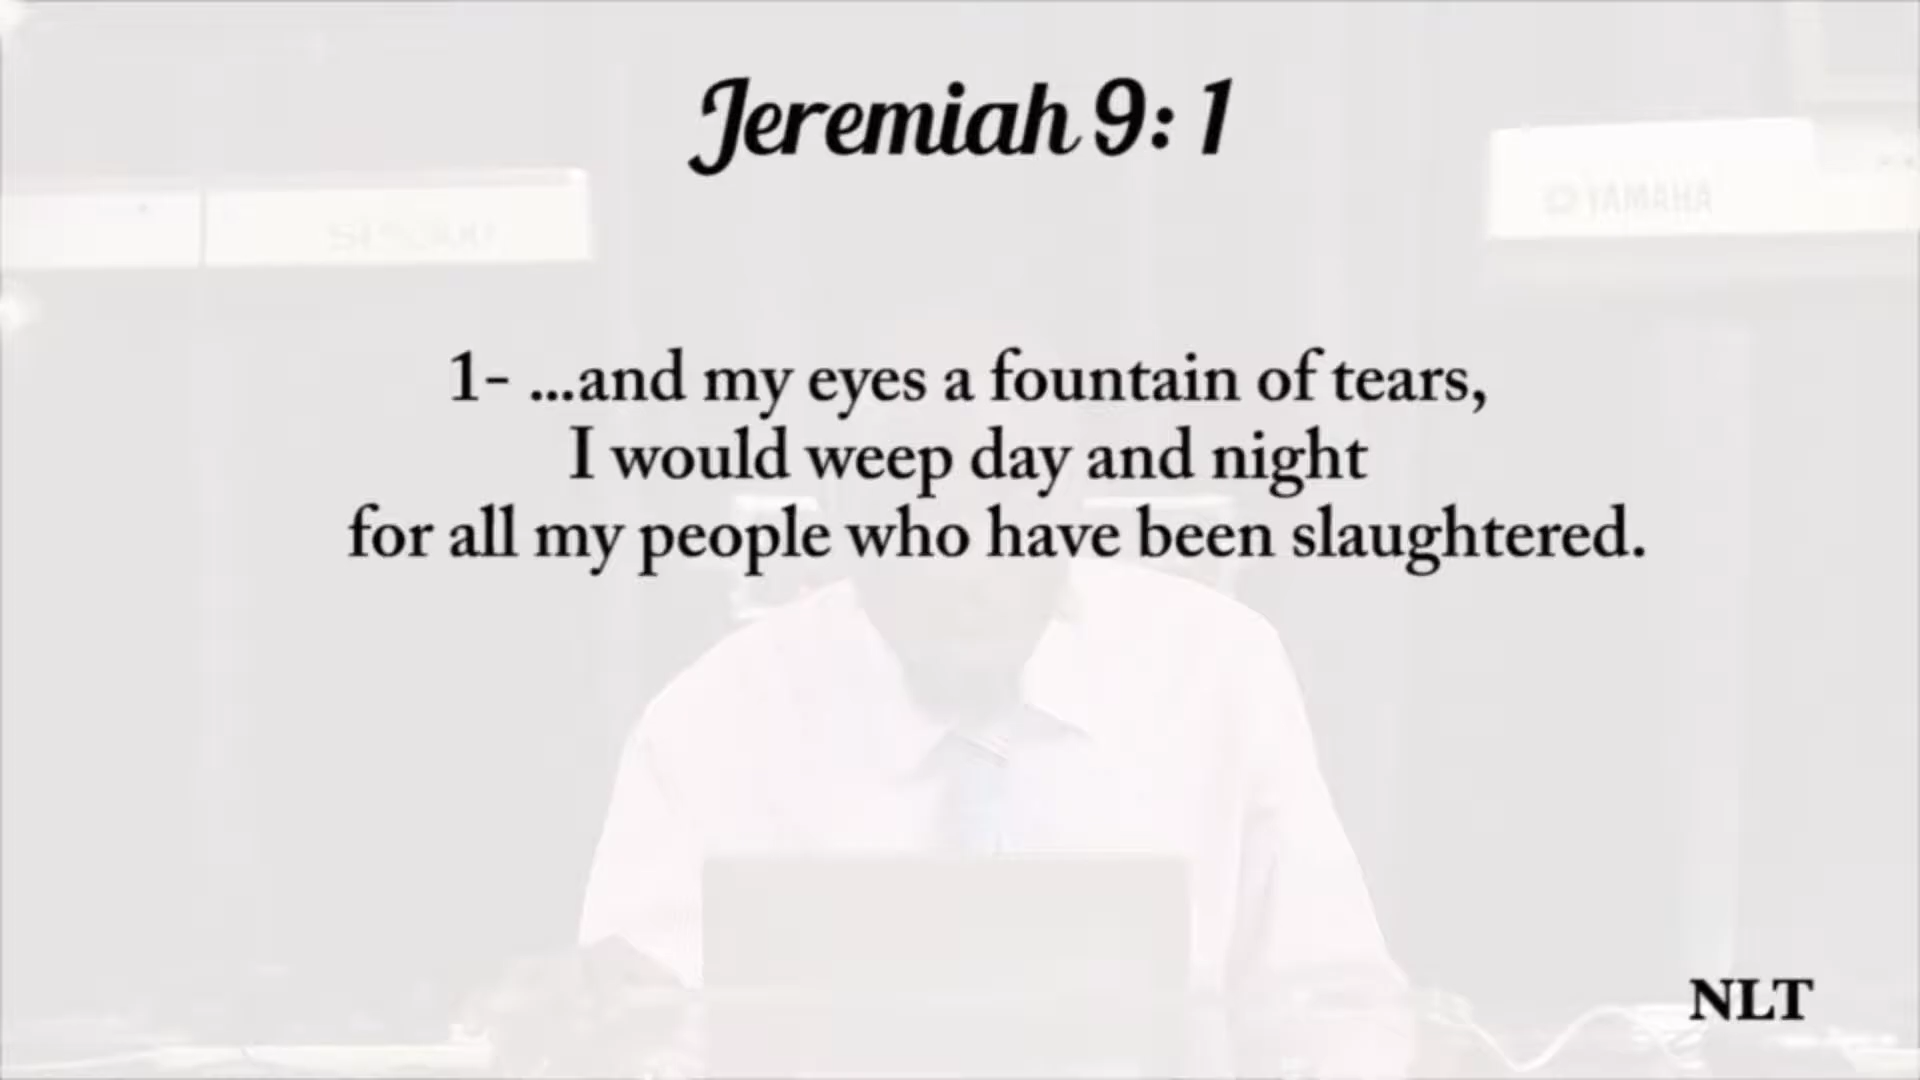 Jeremiah 9: 1
YAMAHA
1- ...and my eyes a fountain of tears,
I would weep day and night
for all my people who have been slaughtered.
NLT